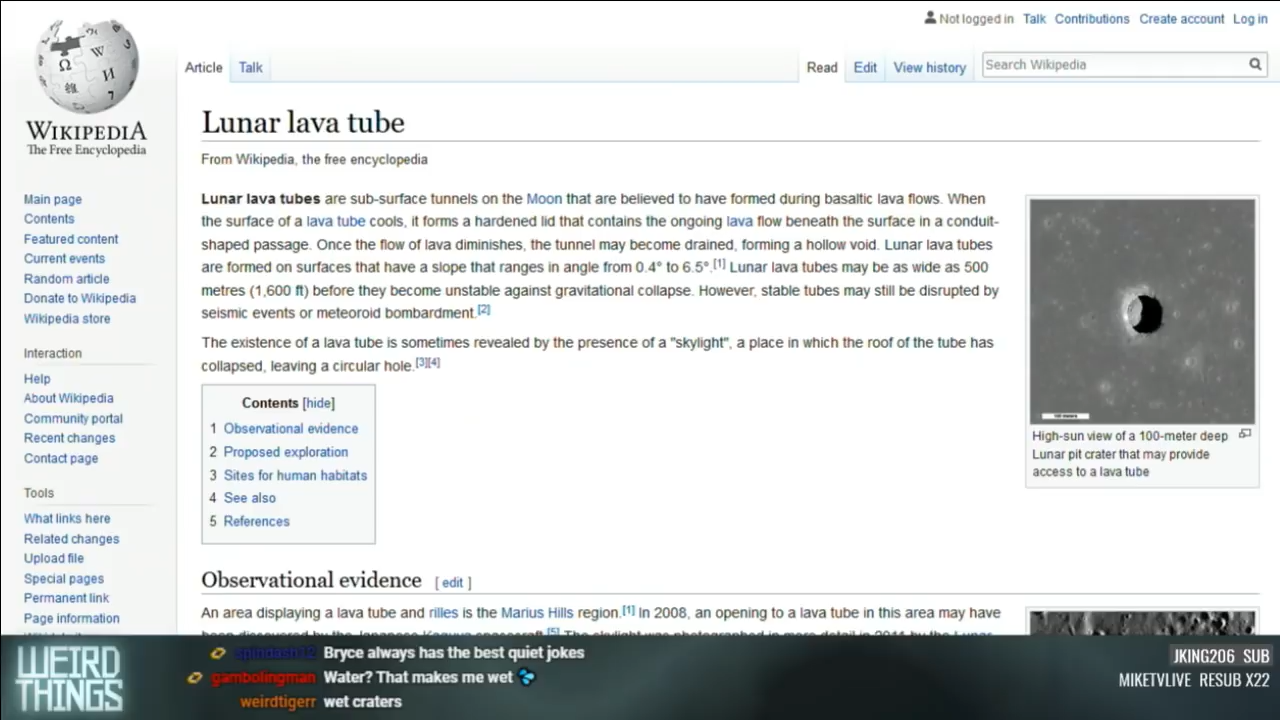 Not logged in Talk Contributions Create account Log in
Article Talk Read Edit View history Search Wikipedia
WIKIPEDIA
The Free Encyclopedia
Main page
Contents
Featured content
Current events
Random article
Donate to Wikipedia
Wikipedia store
Interaction
Help
About Wikipedia
Community portal
Recent changes
Contact page
Tools
What links here
Related changes
Upload file
Special pages
Permanent link
Page information
Lunar lava tube
From Wikipedia, the free encyclopedia
Lunar lava tubes are sub-surface tunnels on the Moon that are believed to have formed during basaltic lava flows. When
the surface of a lava tube cools, it forms a hardened lid that contains the ongoing lava flow beneath the surface in a conduit-
shaped passage. Once the flow of lava diminishes, the tunnel may become drained, forming a hollow void. Lunar lava tubes
are formed on surfaces that have a slope that ranges in angle from 0.4° to 6.5°.[1] Lunar lava tubes may be as wide as 500
metres (1,600 ft) before they become unstable against gravitational collapse. However, stable tubes may still be disrupted by
seismic events or meteoroid bombardment.[2]
The existence of a lava tube is sometimes revealed by the presence of a "skylight", a place in which the roof of the tube has
collapsed, leaving a circular hole.[3][4]
Contents [hide]
1 Observational evidence
2 Proposed exploration
3 Sites for human habitats
4 See also
5 References
High-sun view of a 100-meter deep
Lunar pit crater that may provide
access to a lava tube
Observational evidence [ edit ]
An area displaying a lava tube and rilles is the Marius Hills region.[1] In 2008, an opening to a lava tube in this area may have
WEIRD
THINGS
Bryce always has the best quiet jokes
gambolingman Water? That makes me wet
weirdtigerr wet craters
JKING206 SUB
MIKETVLIVE RESUB X22